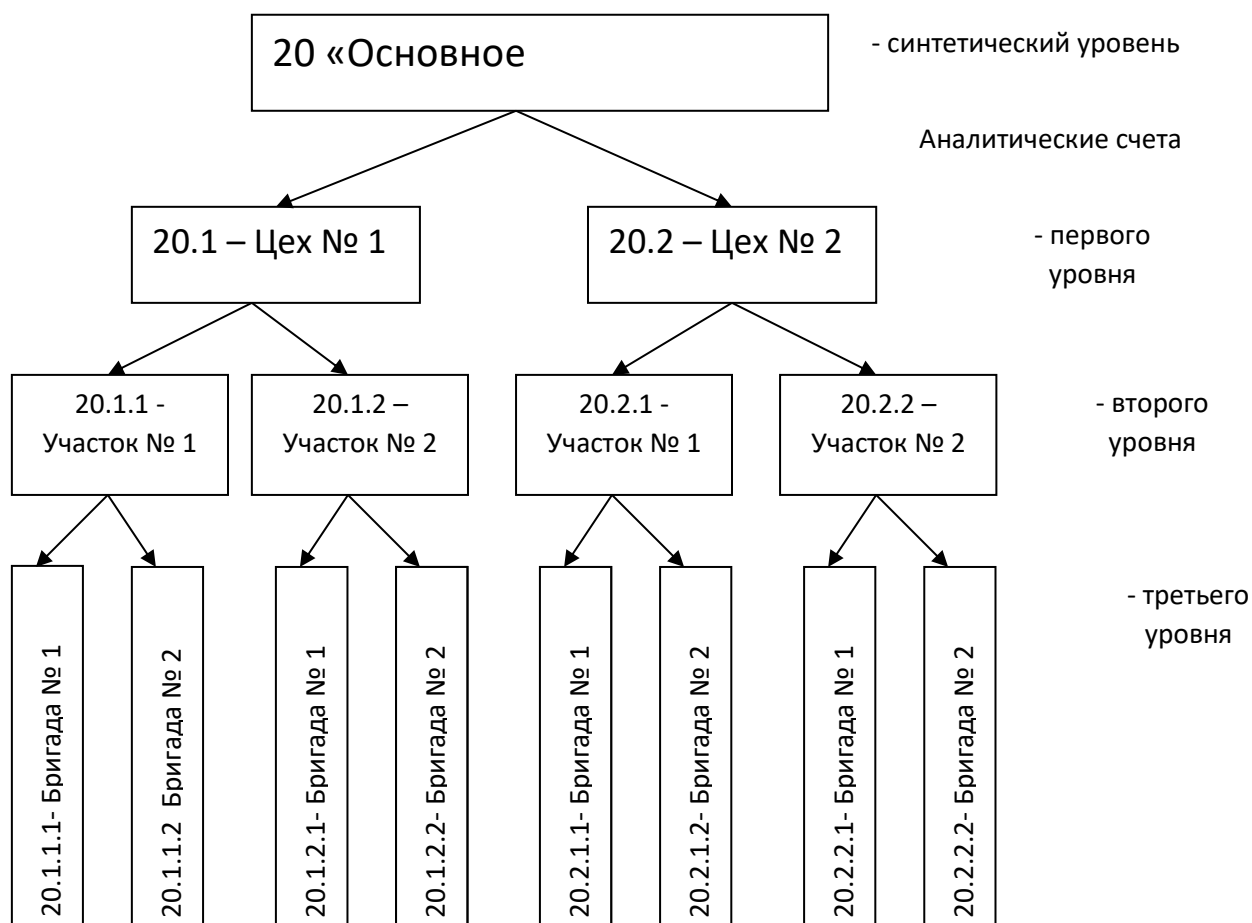 20 «Основное
- синтетический уровень
Аналитические счета
20.1 – Цех № 1
20.2 – Цех № 2
- первого
уровня
20.1.1 -
Участок № 1
20.1.2 –
Участок № 2
20.2.1 -
Участок № 1
20.2.2 –
Участок № 2
- второго
уровня
20.1.1.1- Бригада № 1
20.1.1.2 Бригада № 2
20.1.2.1- Бригада № 1
20.1.2.2- Бригада № 2
20.2.1.1- Бригада № 1
20.2.1.2- Бригада № 2
20.2.2.1- Бригада № 1
20.2.2.2- Бригада № 2
- третьего
уровня